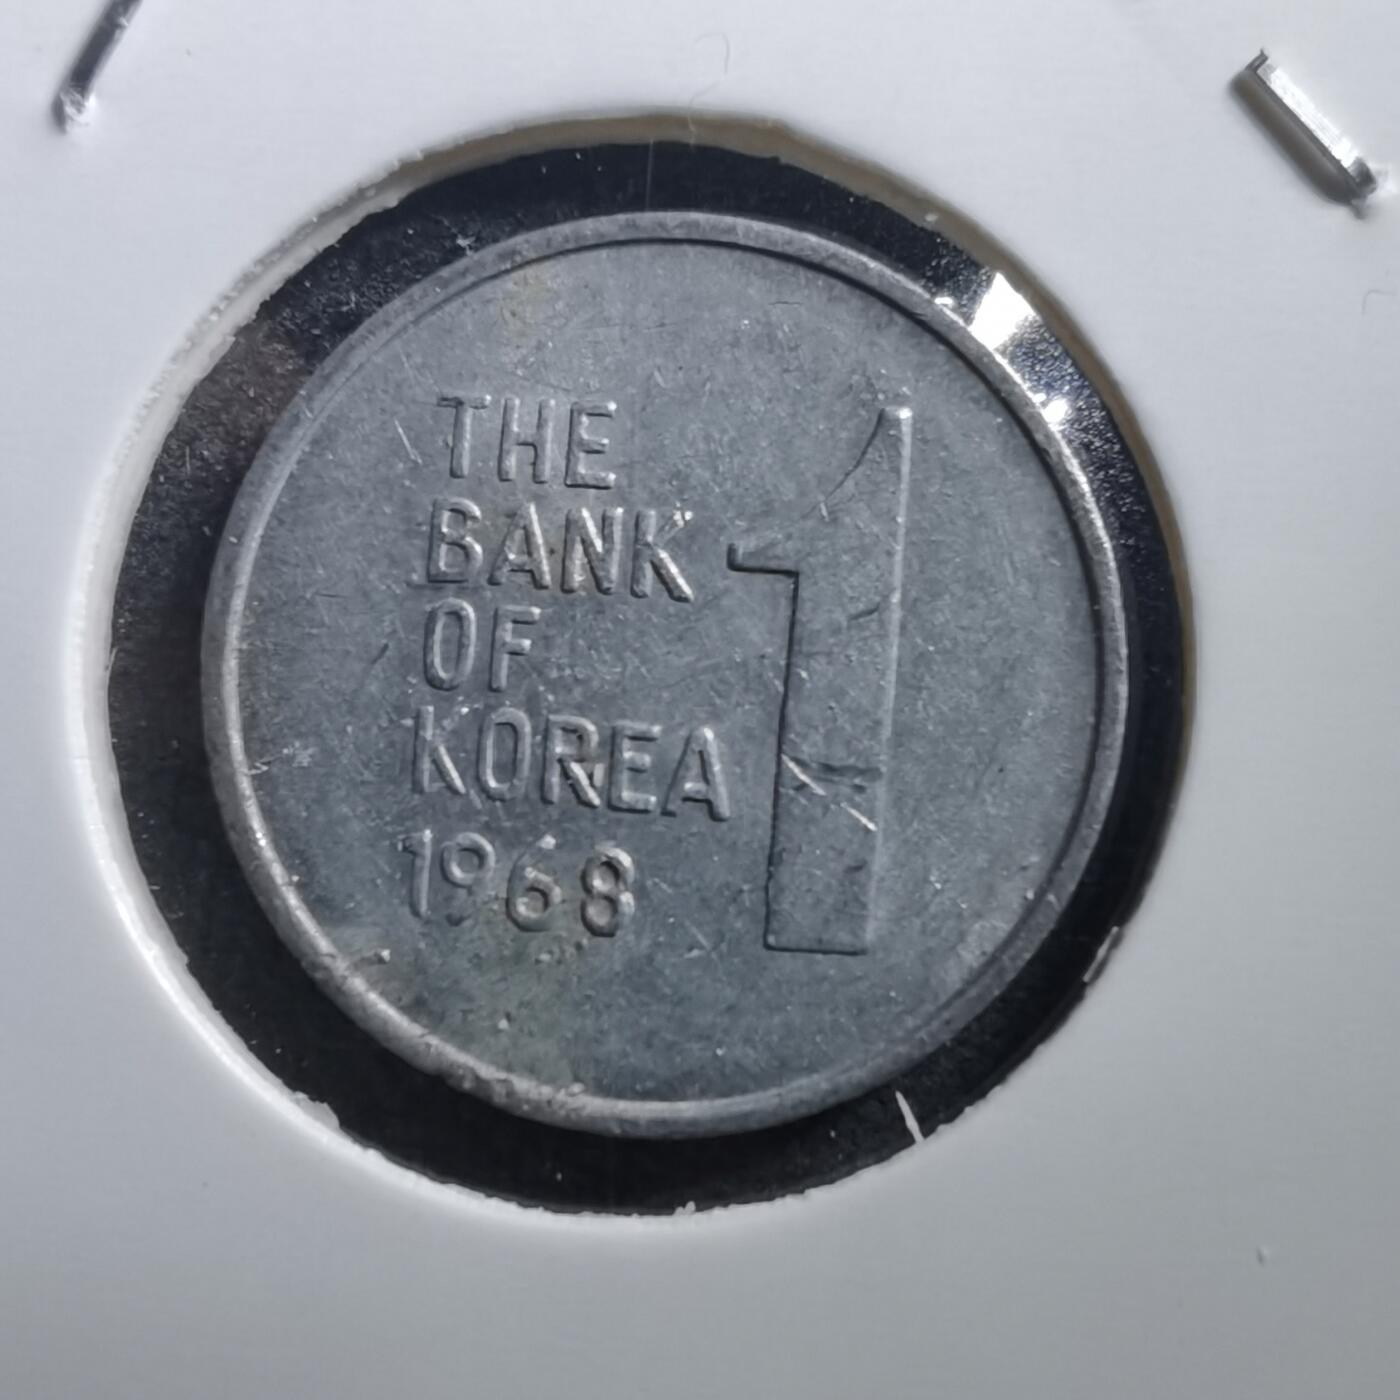 THE
BANK
OF
KOREA
1968
1